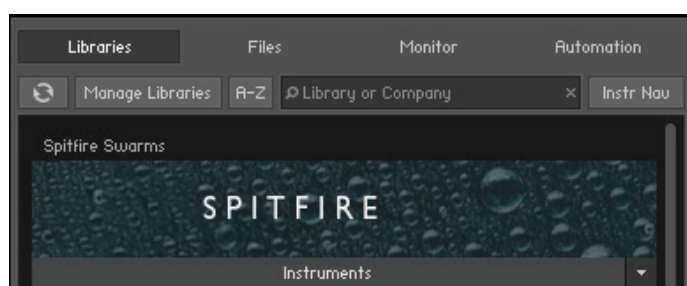 Libraries Files Monitor Automation
Manage Libraries A-Z Library or Company × Instr Nav
Spitfire Swarms
SPITFIRE
Instruments